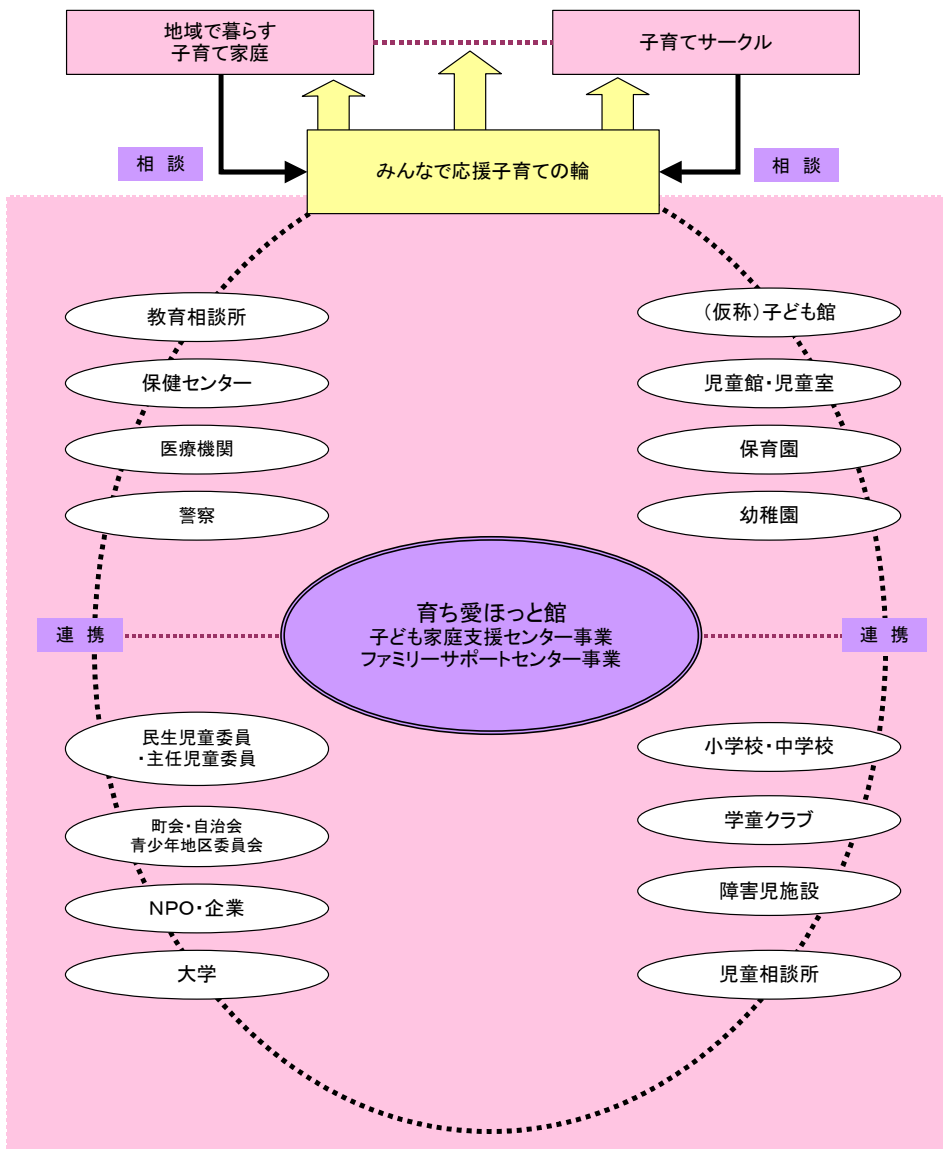 地域で暮らす
子育て家庭
子育てサークル
相 談
みんなで応援子育ての輪
相 談
教育相談所
保健センター
医療機関
警察
(仮称)子ども館
児童館・児童室
保育園
幼稚園
連 携
育ち愛ほっと館
子ども家庭支援センター事業
ファミリーサポートセンター事業
連 携
民生児童委員
・主任児童委員
町会・自治会
青少年地区委員会
NPO・企業
大学
小学校・中学校
学童クラブ
障害児施設
児童相談所